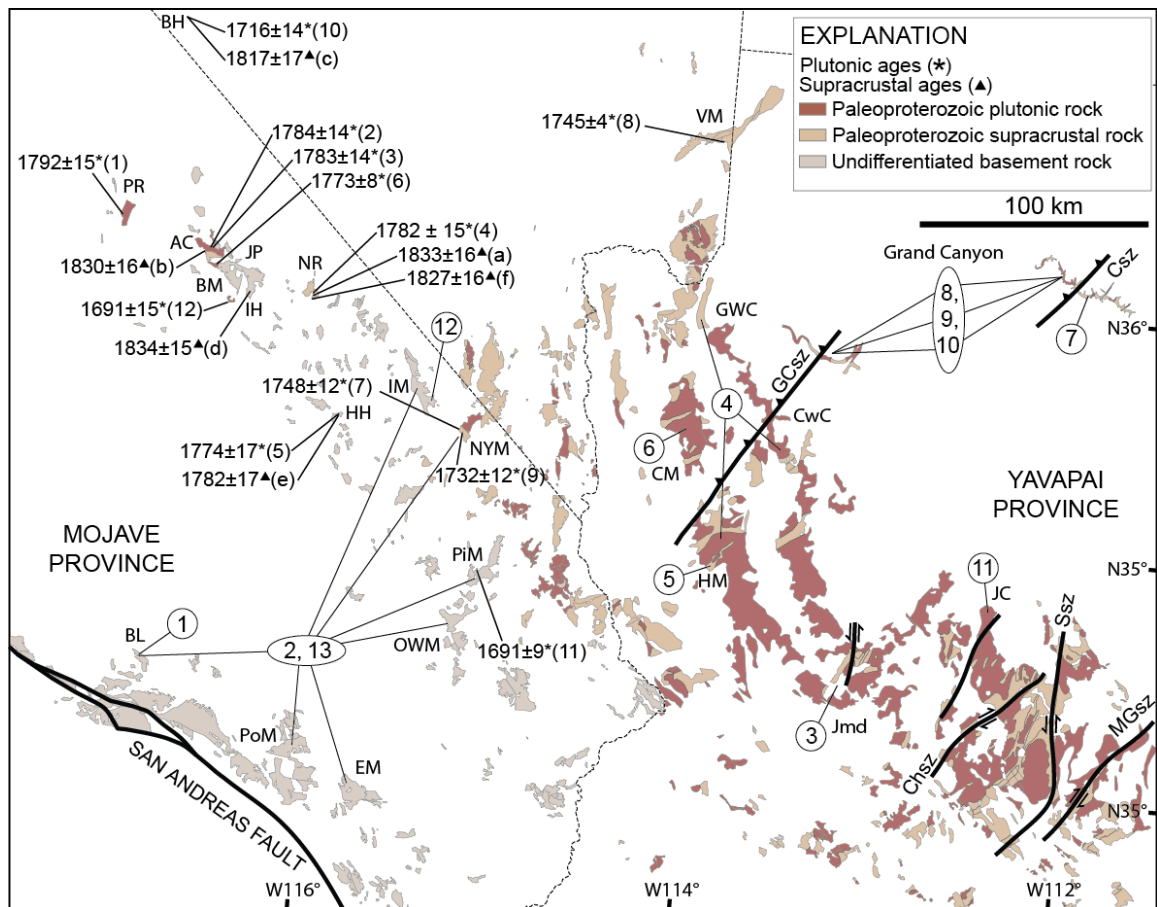 BH
1716±14*(10)
1817±17▲(c)
EXPLANATION
Plutonic ages (*)
Supracrustal ages (▲)
Paleoproterozoic plutonic rock
Paleoproterozoic supracrustal rock
Undifferentiated basement rock
100 km
VM
1745±4*(8)
1784±14*(2)
1783±14*(3)
1773±8*(6)
1792±15*(1)
PR
AC
JP
1830±16▲(b)
BM
1691±15*(12)
IH
1834±15▲(d)
NR
1782 ± 15*(4)
1833±16▲(a)
1827±16▲(f)
Grand Canyon
8,
9,
10
Csz
7
N36°
GWC
GCsz
12
4
1748±12*(7)
IM
HH
CwC
1774±17*(5)
1782±17▲(e)
NYM
1732±12*(9)
6
CM
YAVAPAI
PROVINCE
MOJAVE
PROVINCE
PiM
5
HM
11
JC
N35°
Ssz
1
BL
2, 13
OWM
1691±9*(11)
3
Jmd
PoM
EM
Chsz
MGsz
SAN ANDREAS FAULT
N35°
W116°
W114°
W112°